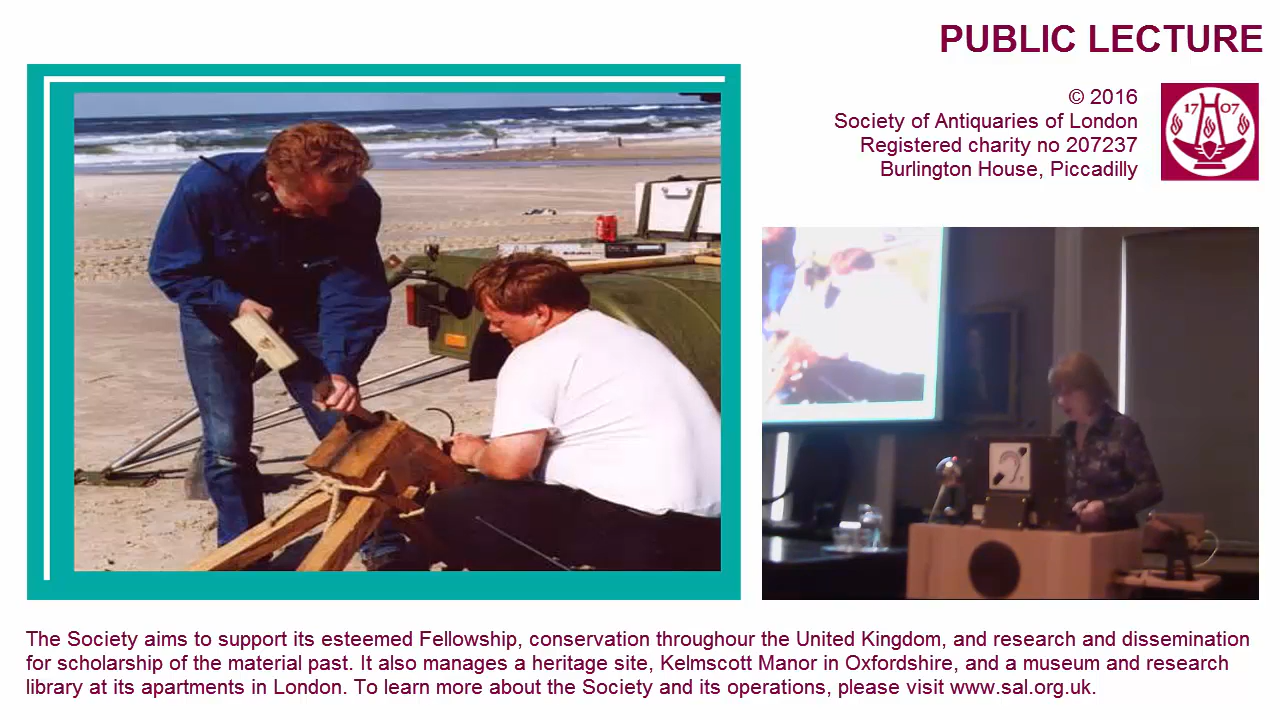 PUBLIC LECTURE
© 2016
Society of Antiquaries of London
Registered charity no 207237
Burlington House, Piccadilly
17 07
The Society aims to support its esteemed Fellowship, conservation throughour the United Kingdom, and research and dissemination
for scholarship of the material past. It also manages a heritage site, Kelmscott Manor in Oxfordshire, and a museum and research
library at its apartments in London. To learn more about the Society and its operations, please visit www.sal.org.uk.